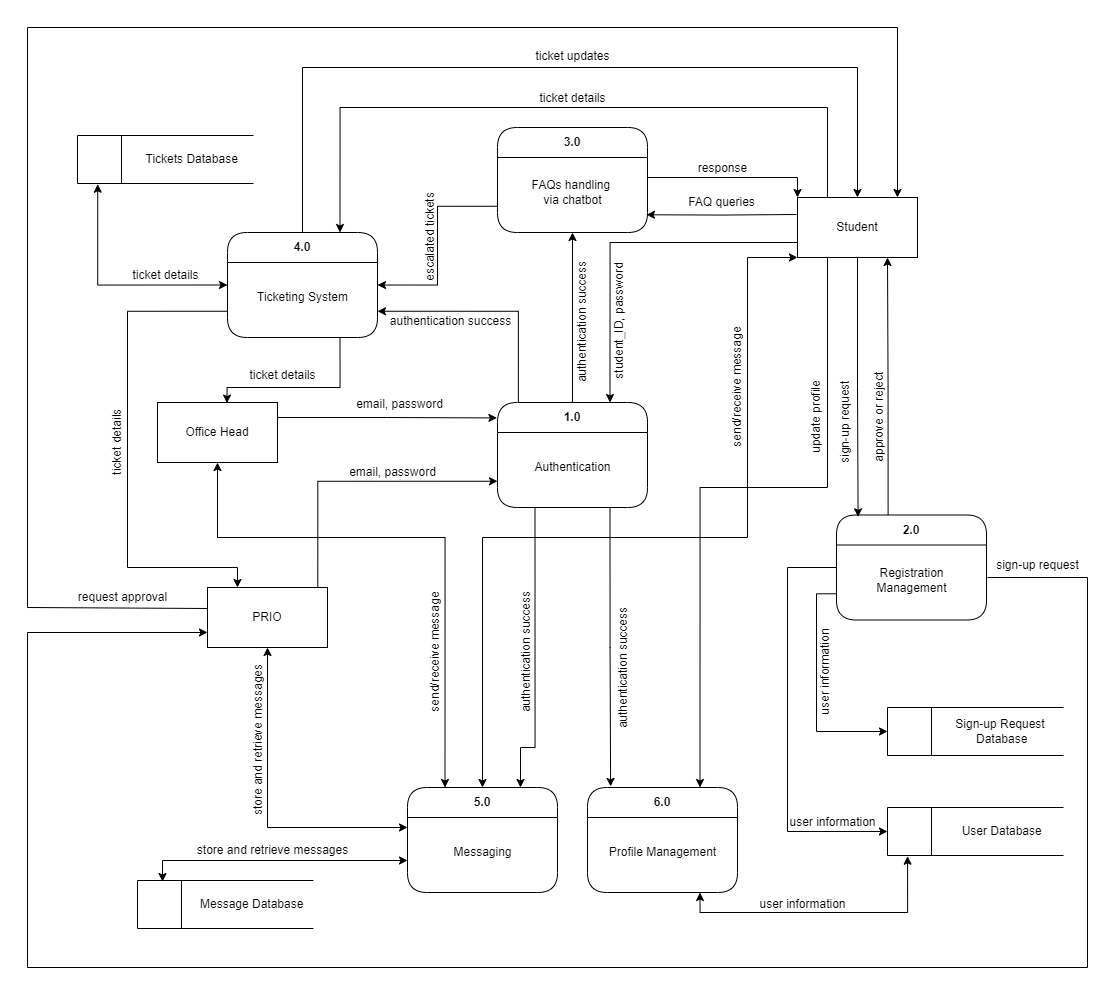 ticket updates
ticket details
3.0
FAQs handling
via chatbot
response
FAQ queries
Tickets Database
Student
escalated tickets
4.0
Ticketing System
ticket details
authentication success
authentication success
student_ID, password
send/receive message
update profile
sign-up request
approve or reject
ticket details
ticket details
Office Head
email, password
1.0
Authentication
email, password
2.0
Registration
Management
sign-up request
request approval
PRIO
user information
send/receive message
authentication success
authentication success
store and retrieve messages
Sign-up Request
Database
5.0
Messaging
6.0
Profile Management
user information
User Database
store and retrieve messages
Message Database
user information